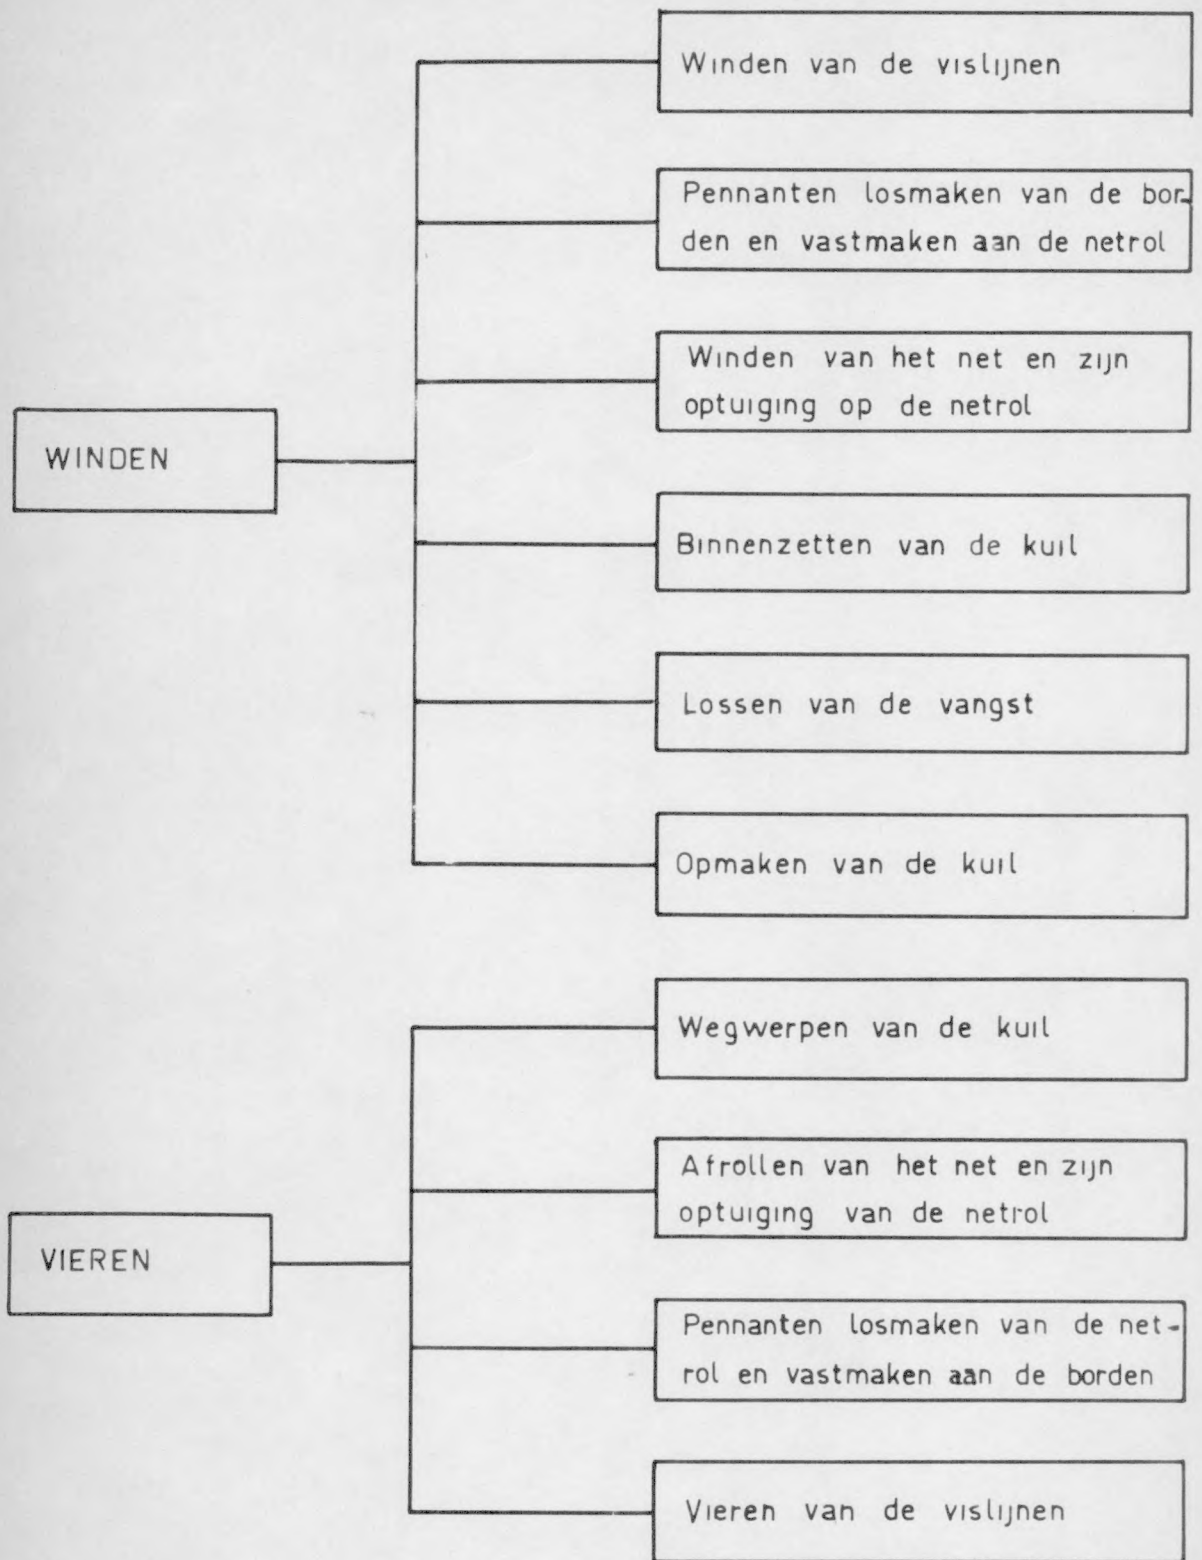 Winden van de vislijnen
Pennanten losmaken van de bor-
den en vastmaken aan de netrol
Winden van het net en zijn
optuiging op de netrol
WINDEN
Binnenzetten van de kuil
Lossen van de vangst
Opmaken van de kuil
Wegwerpen van de kuil
Afrollen van het net en zijn
optuiging van de netrol
VIEREN
Pennanten losmaken van de net-
rol en vastmaken aan de borden
Vieren van de vislijnen